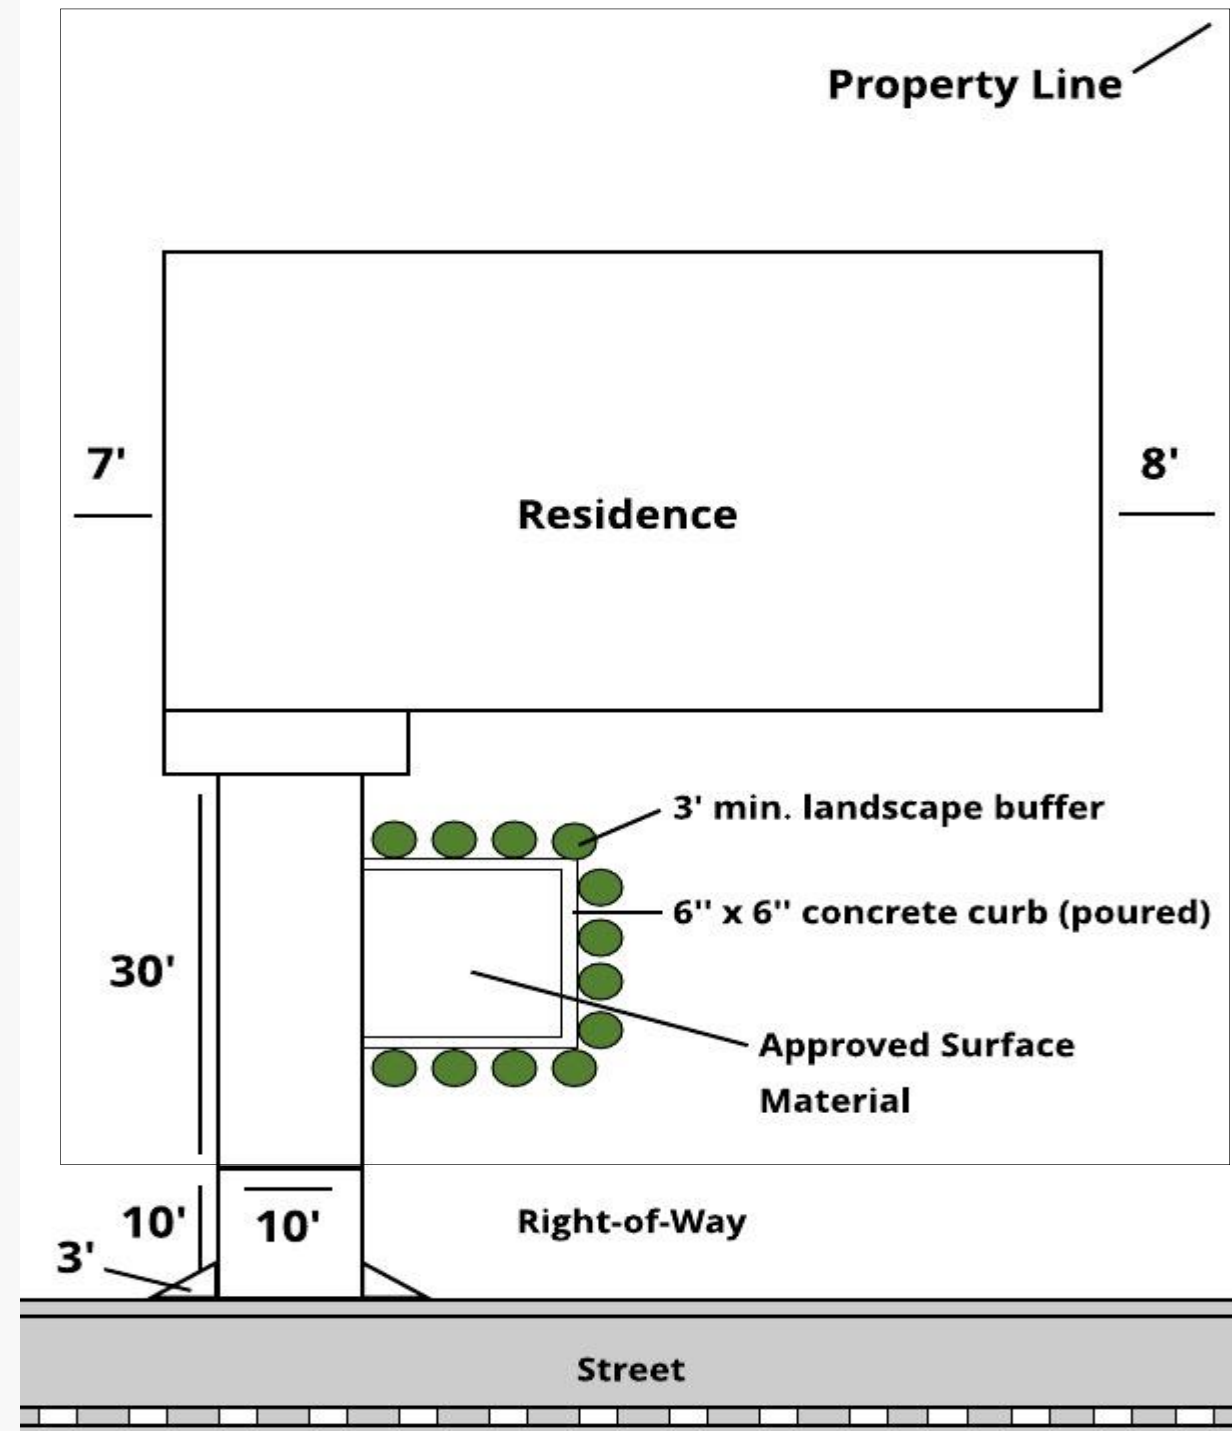 Property Line
7'
8'
Residence
3' min. landscape buffer
6'' x 6'' concrete curb (poured)
30'
Approved Surface
Material
10'
10'
Right-of-Way
3'
Street